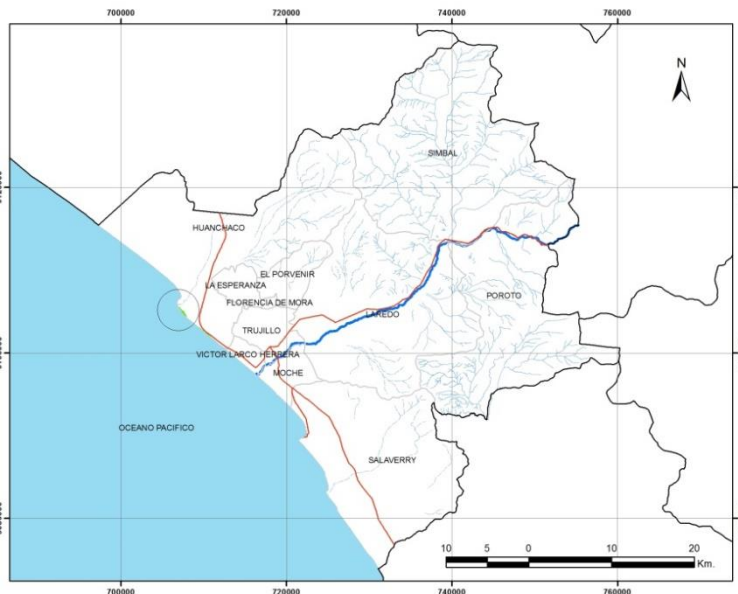 700000 720000 740000 760000
N
SIMBAL
HUANCHACO
EL PORVENIR
LA ESPERANZA
POROTO
FLORENCIA DE MORA
LAREDO
TRUJILLO
VICTOR LARCO HERRERA
MOCHE
OCEANO PACIFICO
SALAVERRY
10 5 0 10 20
Km.
700000 720000 740000 760000